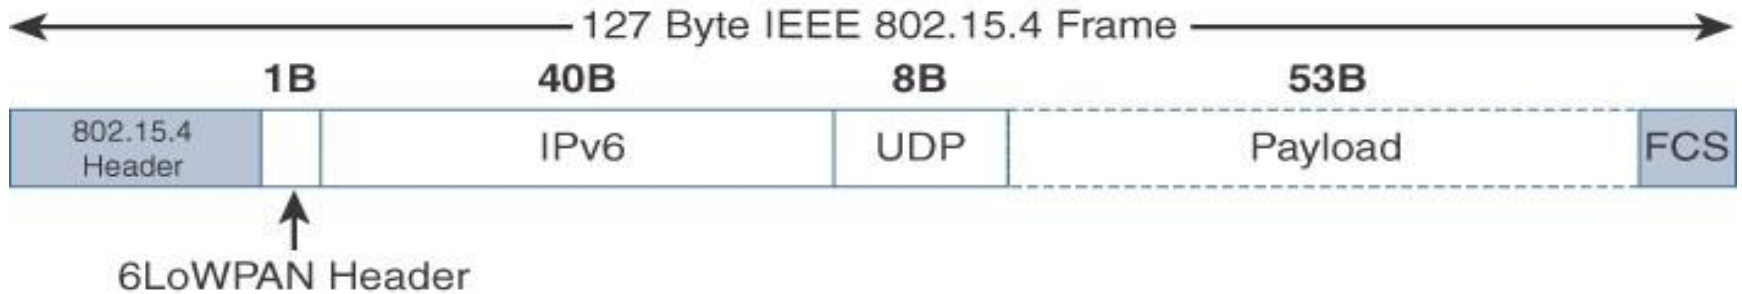 127 Byte IEEE 802.15.4 Frame
1B 40B 8B 53B
802.15.4
Header
IPv6 UDP Payload FCS
6LoWPAN Header